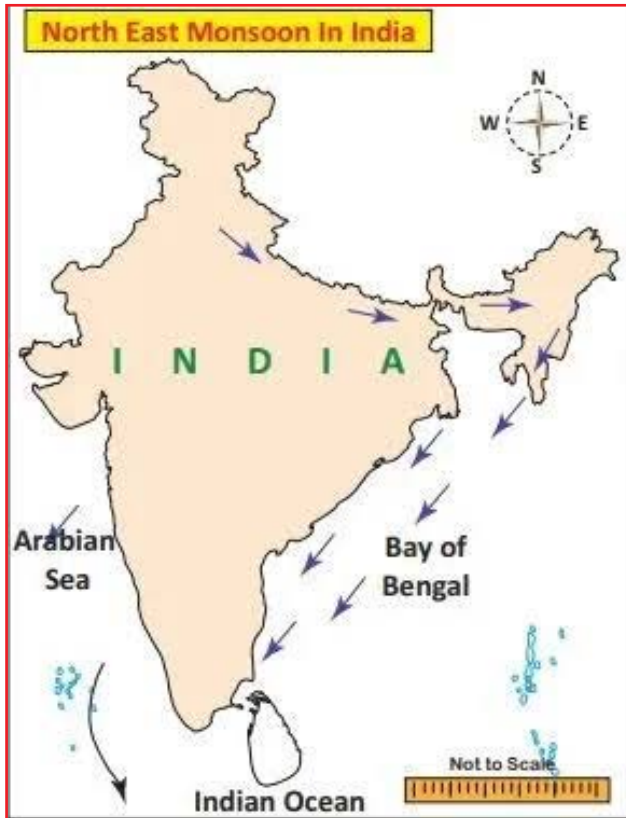 North East Monsoon In India
N
W E
S
I N D I A
Arabian
Sea
Bay of
Bengal
Not to Scale
Indian Ocean